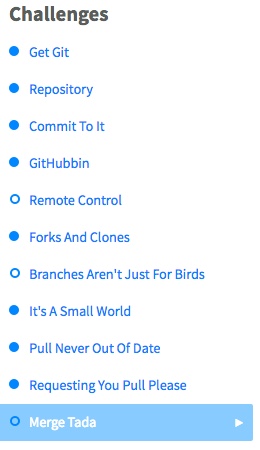 Challenges
Get Git
Repository
Commit To It
GitHubbin
Remote Control
Forks And Clones
Branches Aren't Just For Birds
It's A Small World
Pull Never Out Of Date
Requesting You Pull Please
Merge Tada